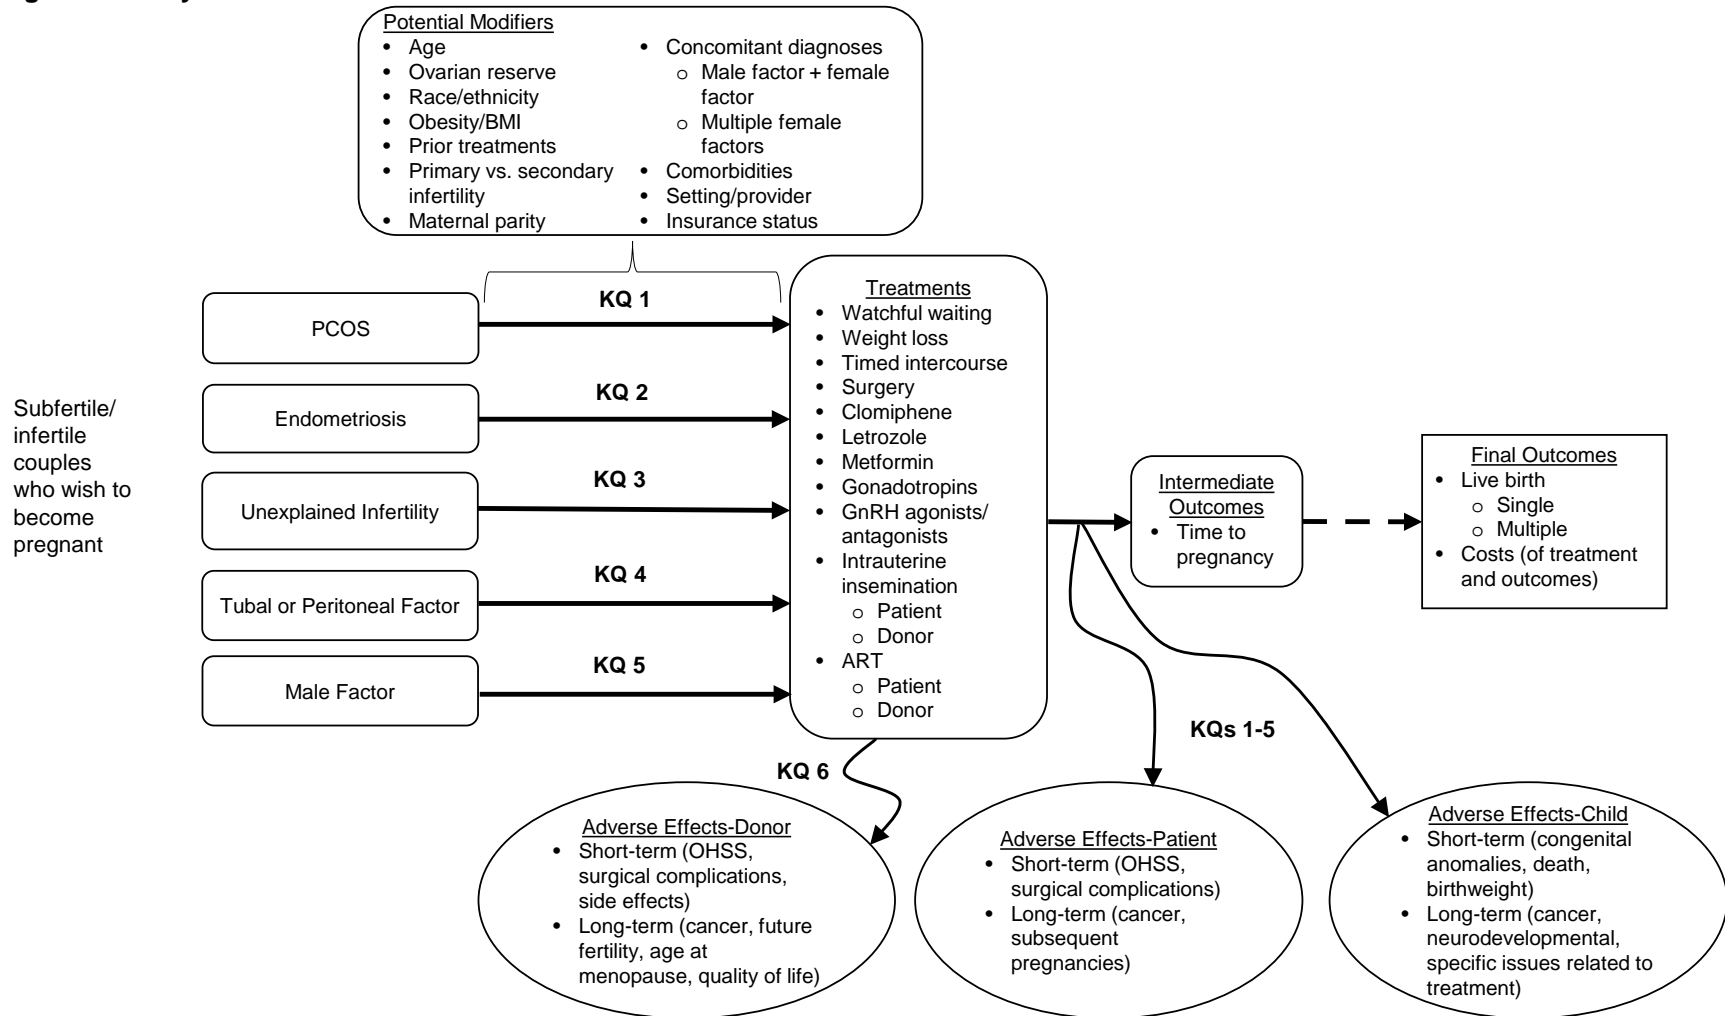 Potential Modifiers
• Age
• Ovarian reserve
• Race/ethnicity
• Obesity/BMI
• Prior treatments
• Primary vs. secondary
infertility
• Maternal parity
• Concomitant diagnoses
o Male factor + female
factor
o Multiple female
factors
• Comorbidities
• Setting/provider
• Insurance status
Subfertile/
infertile
couples
who wish to
become
pregnant
PCOS
Endometriosis
Unexplained Infertility
Tubal or Peritoneal Factor
Male Factor
KQ 1
KQ 2
KQ 3
KQ 4
KQ 5
Treatments
• Watchful waiting
• Weight loss
• Timed intercourse
• Surgery
• Clomiphene
• Letrozole
• Metformin
• Gonadotropins
• GnRH agonists/
antagonists
• Intrauterine
insemination
o Patient
o Donor
• ART
o Patient
o Donor
Intermediate
Outcomes
• Time to
pregnancy
Final Outcomes
• Live birth
o Single
o Multiple
• Costs (of treatment
and outcomes)
KQ 6
KQs 1-5
Adverse Effects-Donor
• Short-term (OHSS,
surgical complications,
side effects)
• Long-term (cancer, future
fertility, age at
menopause, quality of life)
Adverse Effects-Patient
• Short-term (OHSS,
surgical complications)
• Long-term (cancer,
subsequent
pregnancies)
Adverse Effects-Child
• Short-term (congenital
anomalies, death,
birthweight)
• Long-term (cancer,
neurodevelopmental,
specific issues related to
treatment)